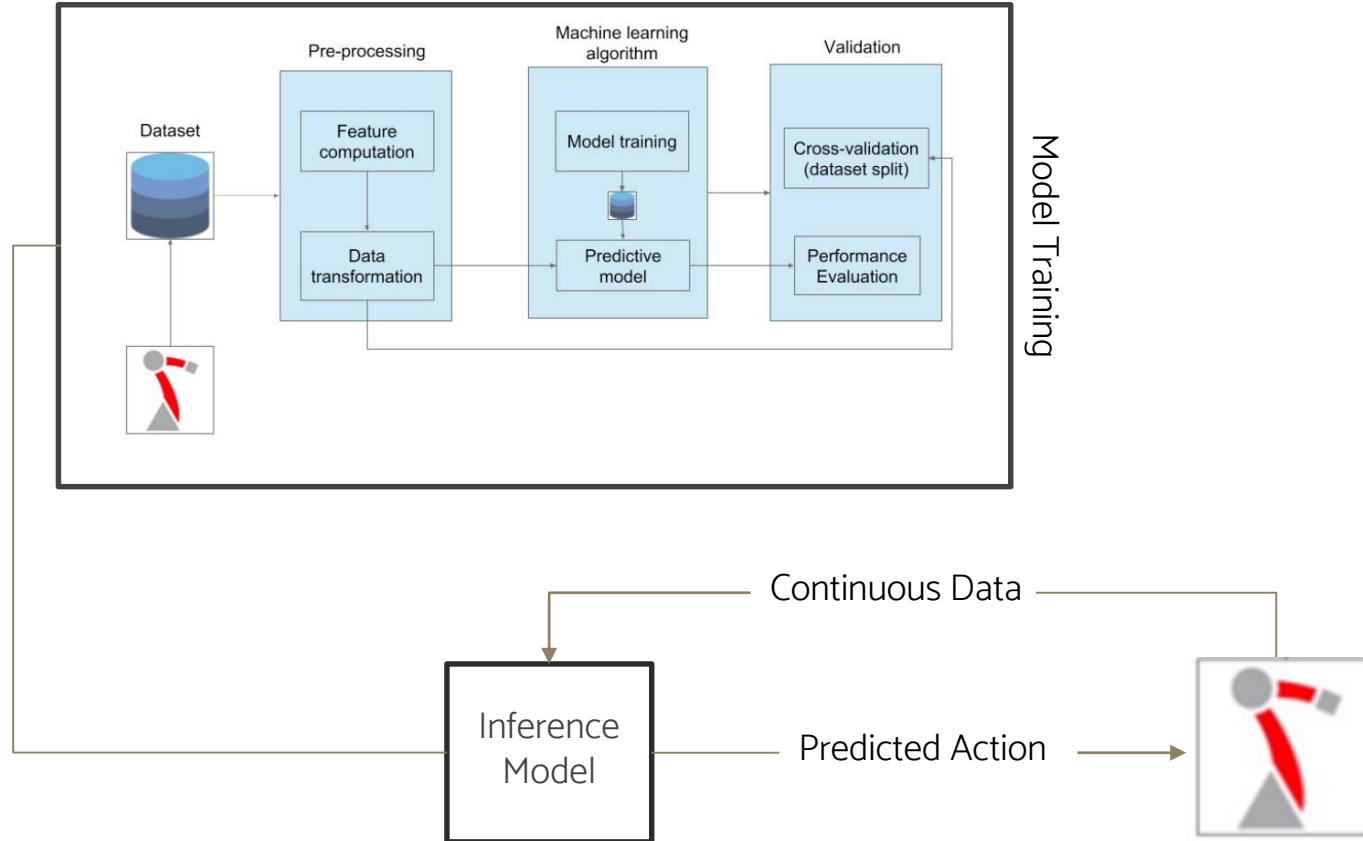 Pre-processing
Machine learning
algorithm
Validation
Dataset
Feature
computation
Model training
Cross-validation
(dataset split)
Data
transformation
Predictive
model
Performance
Evaluation
Model Training
Continuous Data
Inference
Model
Predicted Action